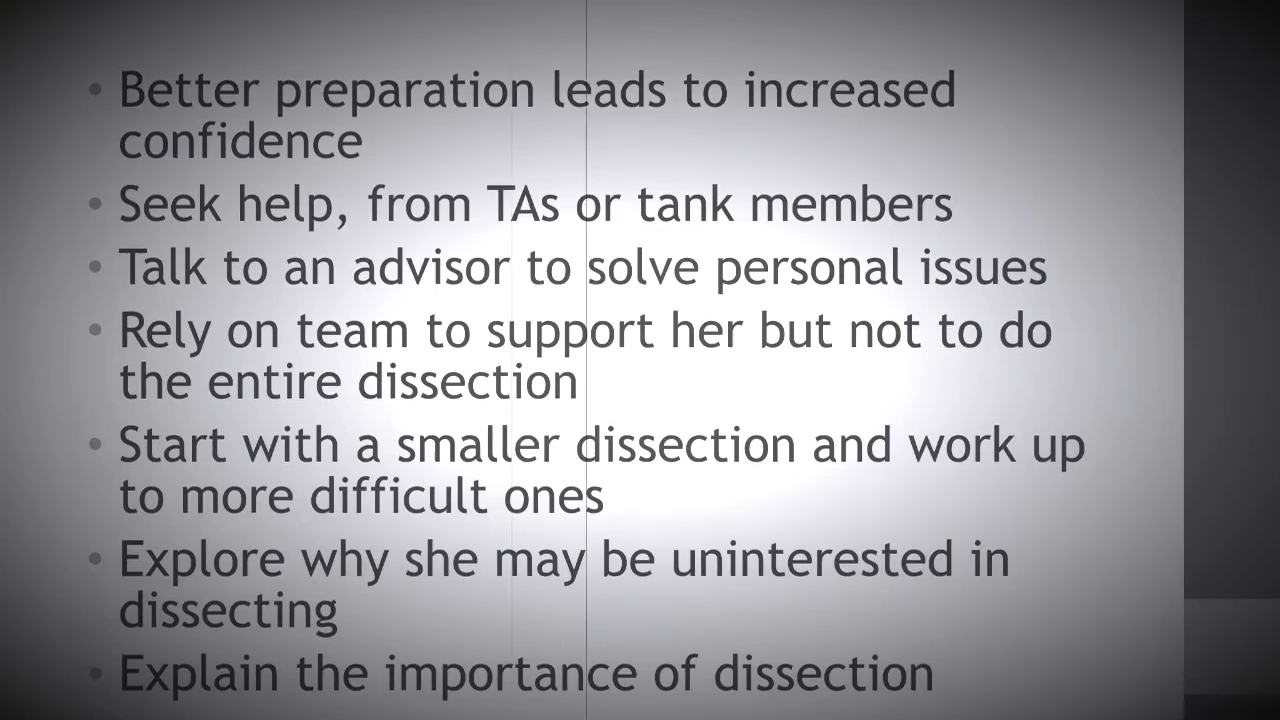 • Better preparation leads to increased
confidence
• Seek help, from TAs or tank members
• Talk to an advisor to solve personal issues
• Rely on team to support her but not to do
the entire dissection
• Start with a smaller dissection and work up
to more difficult ones
• Explore why she may be uninterested in
dissecting
• Explain the importance of dissection